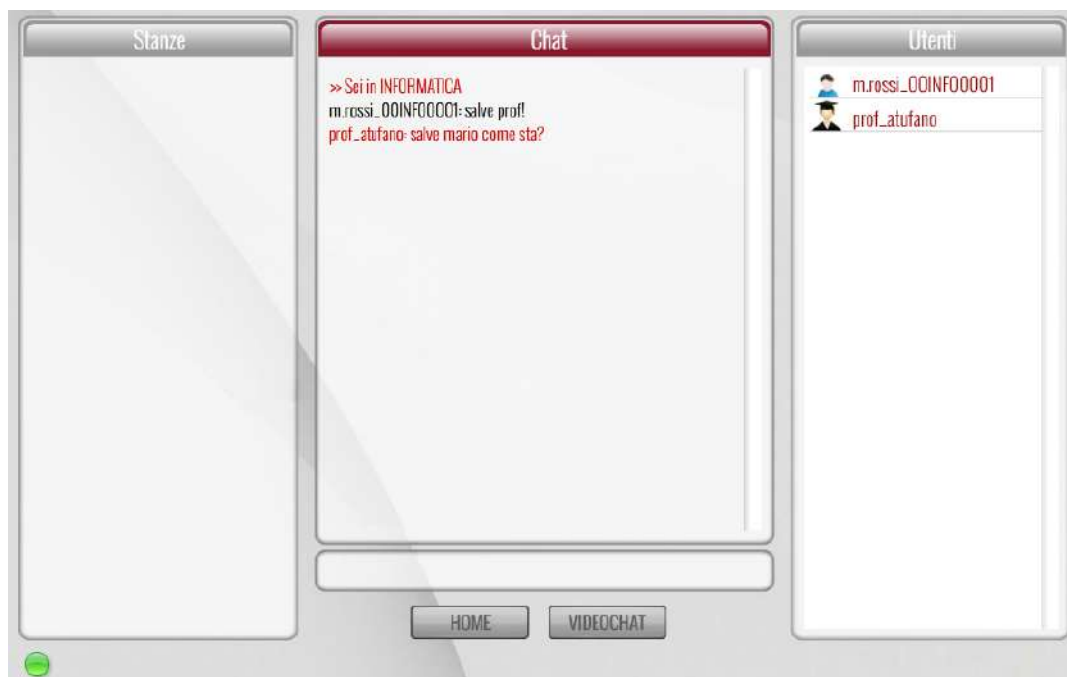 Stanze
Chat
>> Sei in INFORMATICA
m.rossi_00INF00001: salve prof!
prof_atufano: salve mario come sta?
HOME
VIDEOCHAT
Utenti
m.rossi_00INF00001
prof_atufano